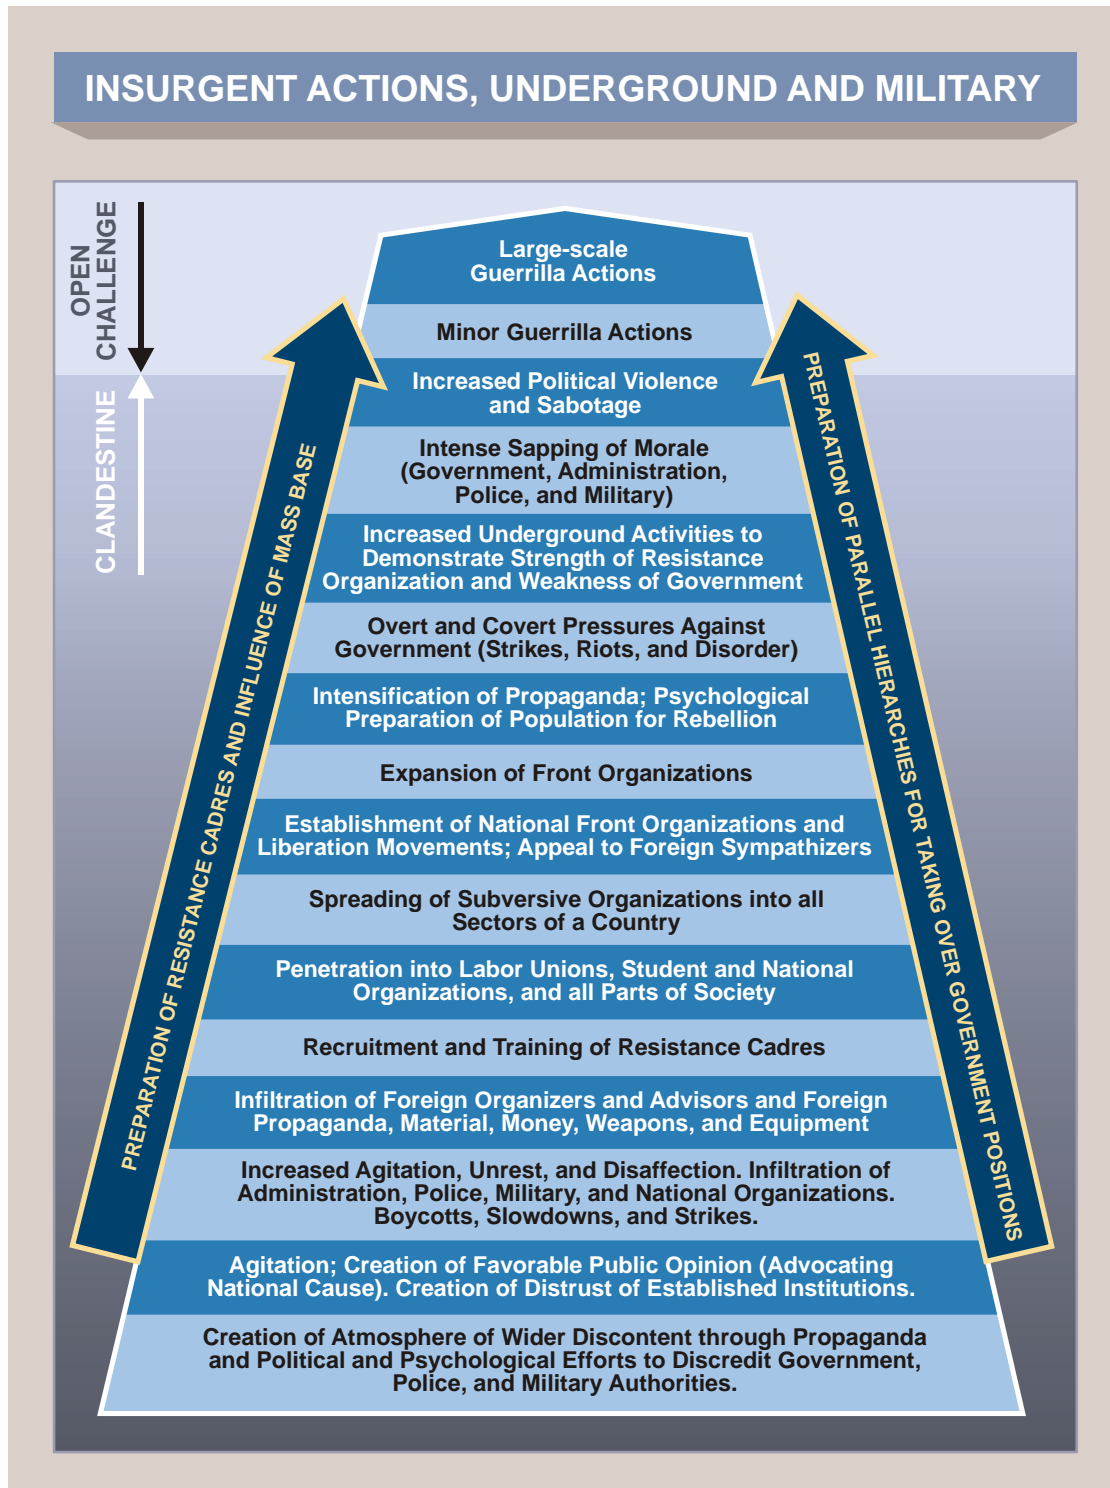 INSURGENT ACTIONS, UNDERGROUND AND MILITARY
OPEN
CHALLENGE
CLANDESTINE
Large-scale
Guerrilla Actions
Minor Guerrilla Actions
Increased Political Violence
and Sabotage
Intense Sapping of Morale
(Government, Administration,
Police, and Military)
Increased Underground Activities to
Demonstrate Strength of Resistance
Organization and Weakness of Government
Overt and Covert Pressures Against
Government (Strikes, Riots, and Disorder)
Intensification of Propaganda; Psychological
Preparation of Population for Rebellion
Expansion of Front Organizations
Establishment of National Front Organizations and
Liberation Movements; Appeal to Foreign Sympathizers
Spreading of Subversive Organizations into all
Sectors of a Country
Penetration into Labor Unions, Student and National
Organizations, and all Parts of Society
Recruitment and Training of Resistance Cadres
Infiltration of Foreign Organizers and Advisors and Foreign
Propaganda, Material, Money, Weapons, and Equipment
Increased Agitation, Unrest, and Disaffection. Infiltration of
Administration, Police, Military, and National Organizations.
Boycotts, Slowdowns, and Strikes.
Agitation; Creation of Favorable Public Opinion (Advocating
National Cause). Creation of Distrust of Established Institutions.
Creation of Atmosphere of Wider Discontent through Propaganda
and Political and Psychological Efforts to Discredit Government,
Police, and Military Authorities.
PREPARATION OF RESISTANCE CADRES AND INFLUENCE OF MASS BASE
PREPARATION OF PARALLEL HIERARCHIES FOR TAKING OVER GOVERNMENT POSITIONS